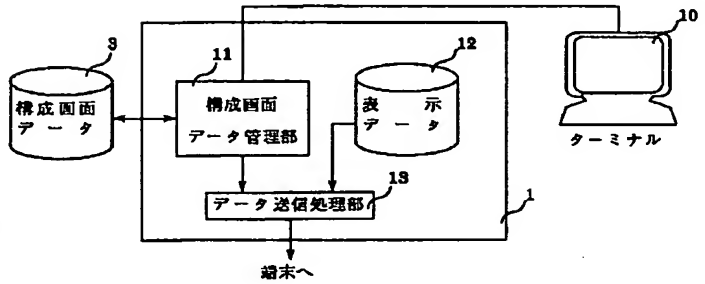 3
11
12
10
構成画面
データ
構成画面
データ管理部
表 示
データ
ターミナル
13
データ送信処理部
1
端末へ